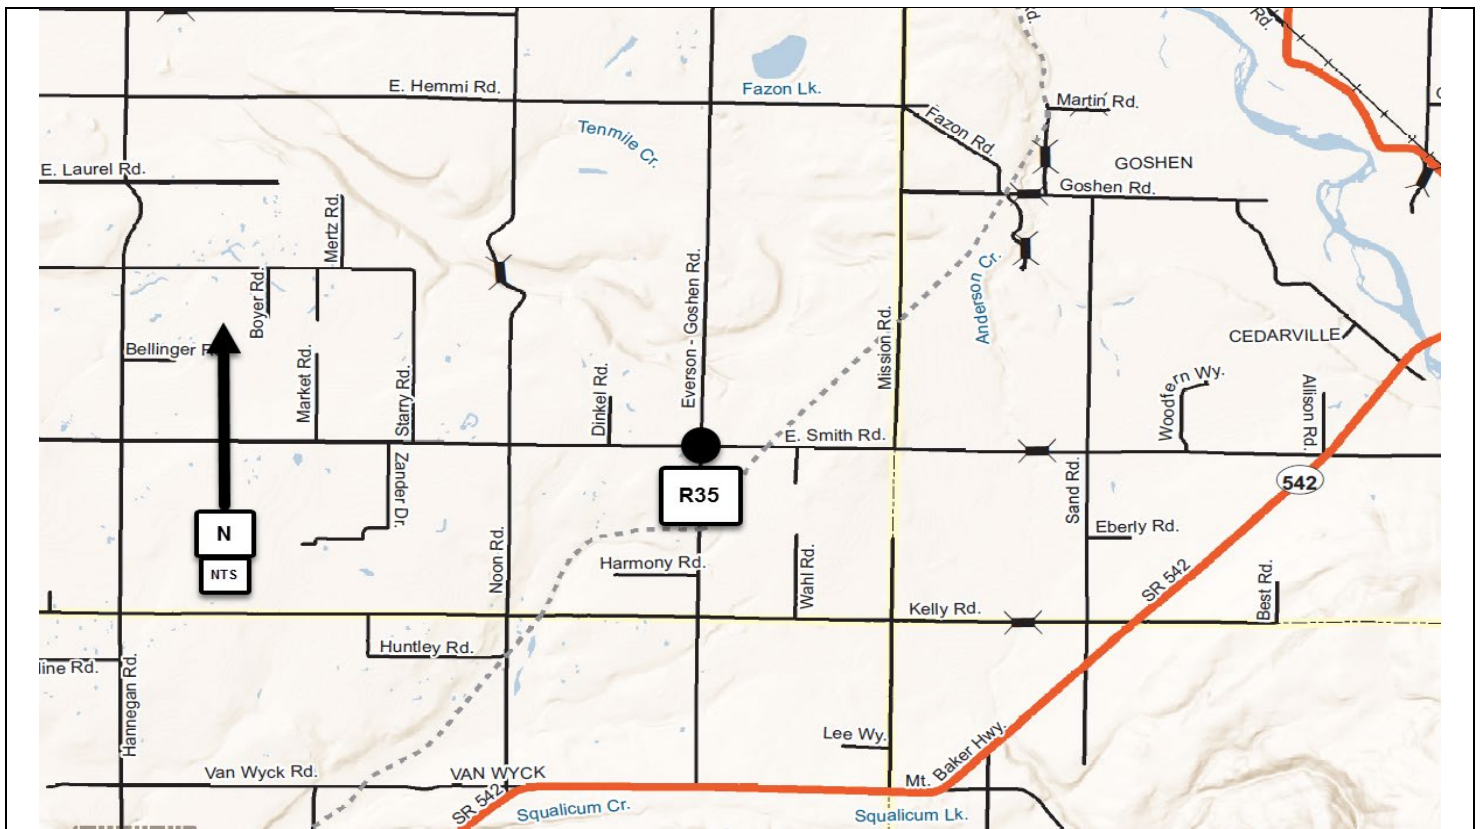 Rd.
Rd.
E. Hemmi Rd.
Fazon Lk.
Martin Rd.
Fazon Rd.
Tenmile Cr.
GOSHEN
E. Laurel Rd.
Goshen Rd.
Mertz Rd.
Boyer Rd.
Everson - Goshen Rd.
Anderson Cr.
Mission Rd.
Bellinger
CEDARVILLE
Market Rd.
Starry Rd.
Dinkel Rd.
Woodfern Wy.
Allison Rd.
E. Smith Rd.
Zander Dr.
R35
542
Sand Rd.
N
NTS
Eberly Rd.
Noon Rd.
Harmony Rd.
Wahl Rd.
SR 542
Best Rd.
Kelly Rd.
Huntley Rd.
line Rd.
Hannegan Rd.
Lee Wy.
Mt. Baker Hwy.
Van Wyck Rd.
VAN WYCK
SR 542
Squalicum Cr.
Squalicum Lk.